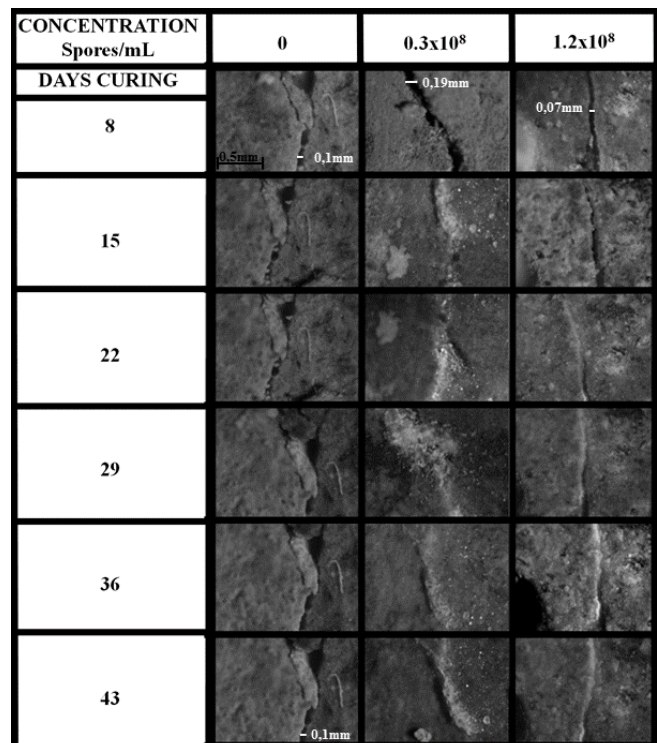 CONCENTRATION
Spores/mL
0
0.3x10⁸
1.2x10⁸
DAYS CURING
8
0.5mm
0,1mm
0,19mm
0,07mm
15
22
29
36
43
0,1mm